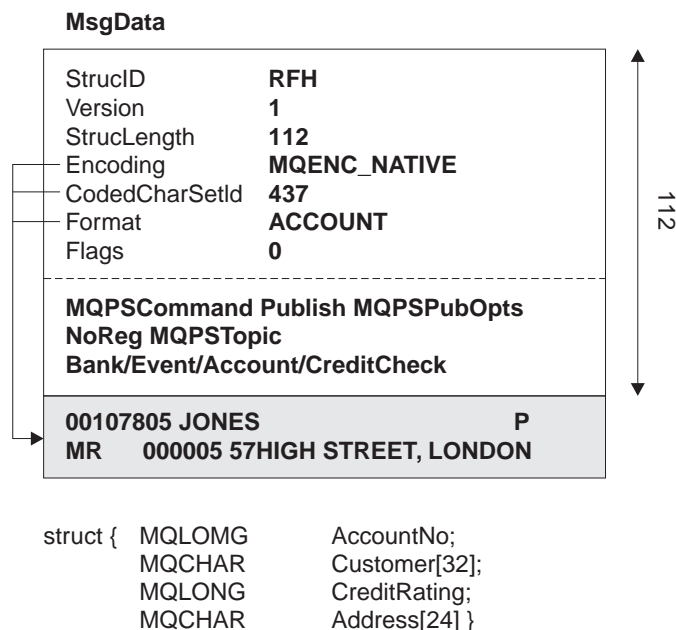 MsgData
StrucID RFH
Version 1
StrucLength 112
Encoding MQENC_NATIVE
CodedCharSetId 437
Format ACCOUNT
Flags 0
112
MQPSCommand Publish MQPSPubOpts
NoReg MQPSTopic
Bank/Event/Account/CreditCheck
00107805 JONES P
MR 000005 57HIGH STREET, LONDON
struct { MQLOMG AccountNo;
MQCHAR Customer[32];
MQLONG CreditRating;
MQCHAR Address[24] }